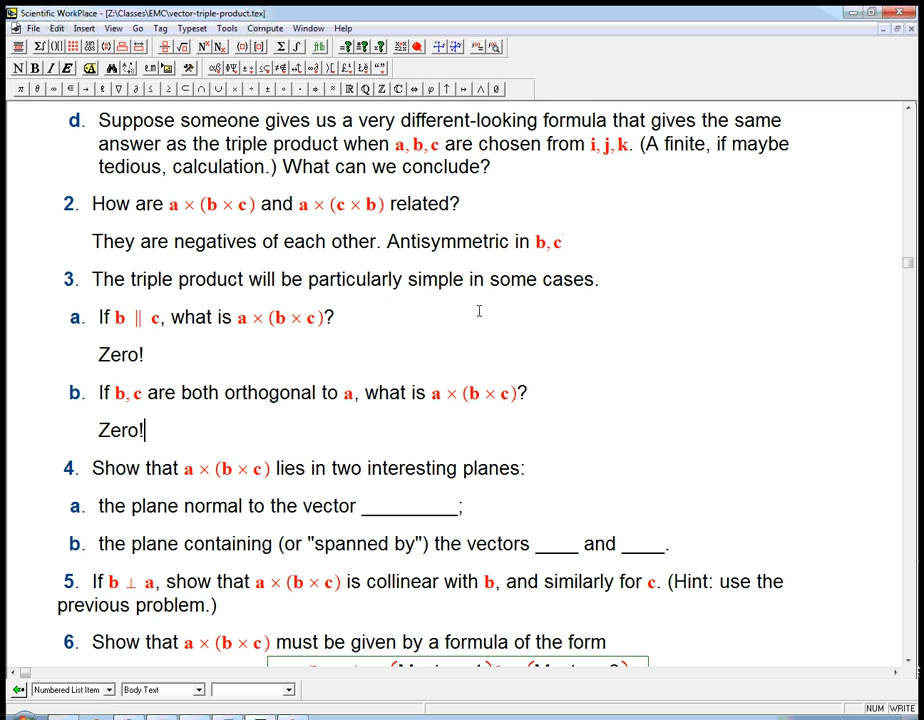 Scientific WorkPlace - [Z:\Classes\EMC\vector-triple-product.tex]
File Edit Insert View Go Tag Typeset Tools Compute Window Help
d. Suppose someone gives us a very different-looking formula that gives the same
answer as the triple product when a, b, c are chosen from i, j, k. (A finite, if maybe
tedious, calculation.) What can we conclude?
2. How are a × (b × c) and a × (c × b) related?
They are negatives of each other. Antisymmetric in b, c
3. The triple product will be particularly simple in some cases.
a. If b ∥ c, what is a × (b × c)?
Zero!
b. If b, c are both orthogonal to a, what is a × (b × c)?
Zero!
4. Show that a × (b × c) lies in two interesting planes:
a. the plane normal to the vector _________;
b. the plane containing (or "spanned by") the vectors ____ and ____.
5. If b ⊥ a, show that a × (b × c) is collinear with b, and similarly for c. (Hint: use the
previous problem.)
6. Show that a × (b × c) must be given by a formula of the form
Numbered List Item Body Text
NUM WRITE